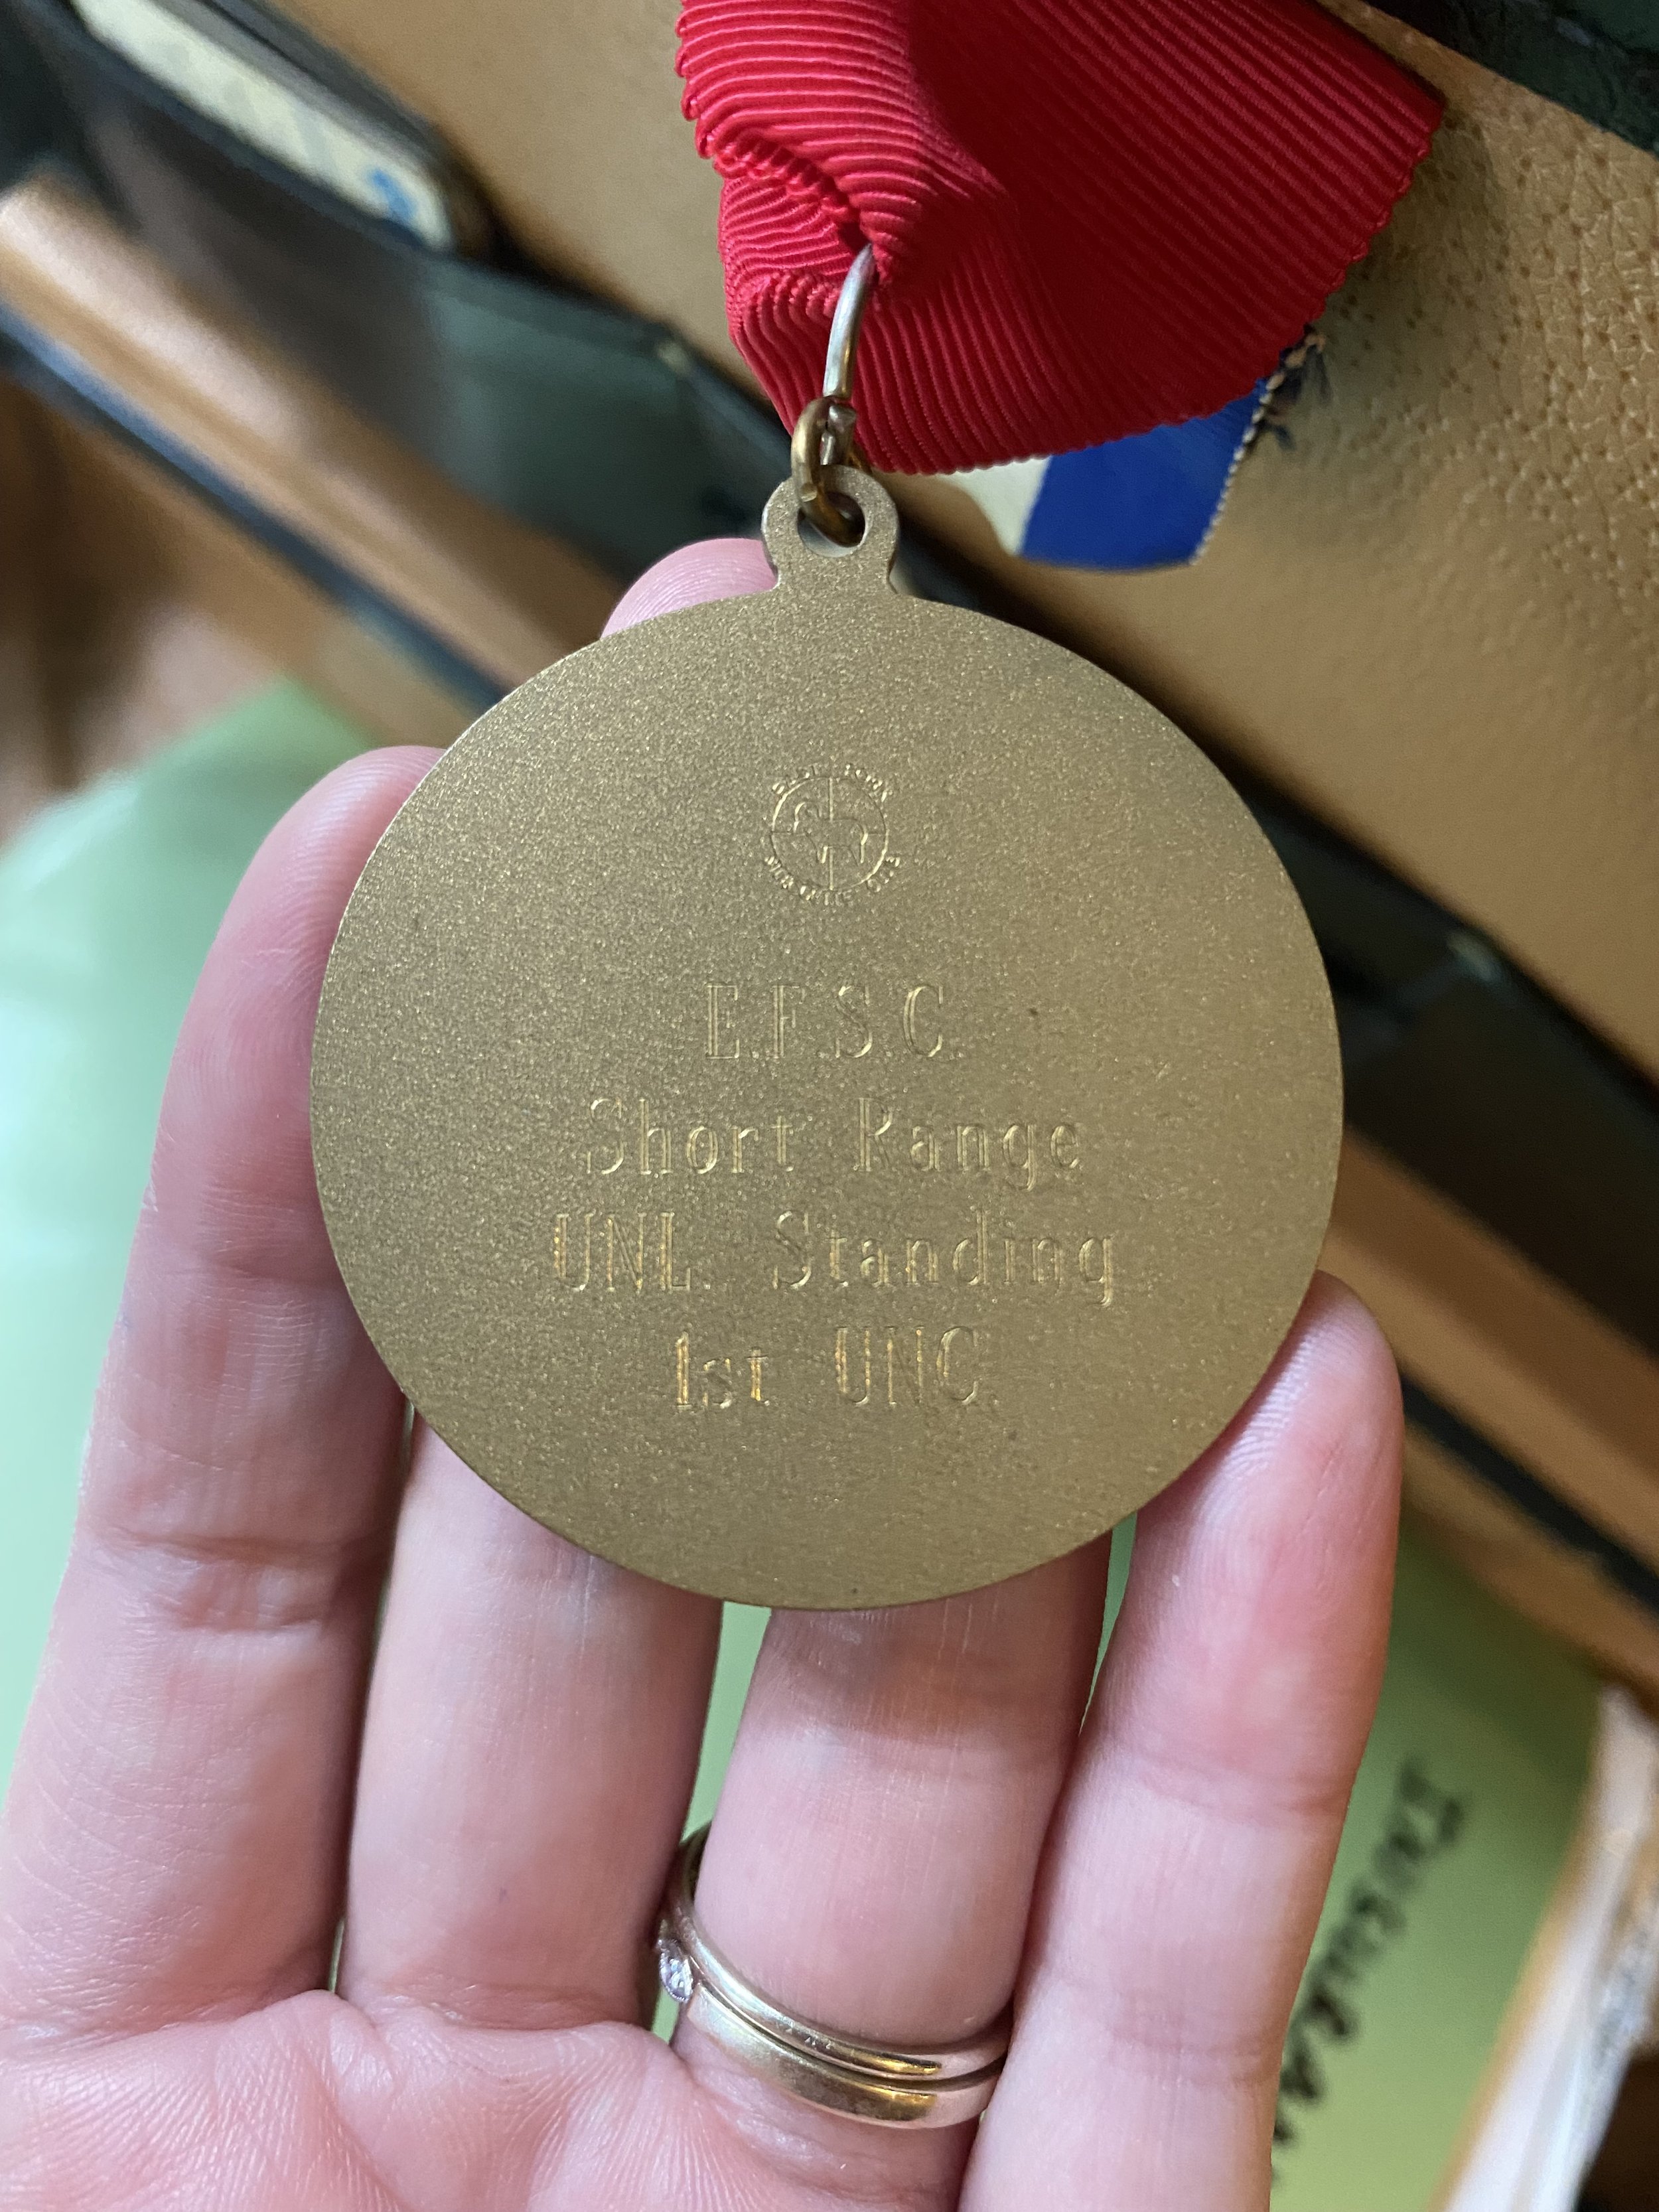 E.F.S.C.
Short Range
UNL. Standing
1st UNC.